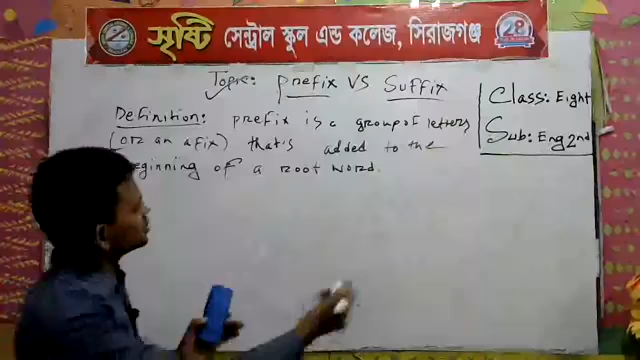 সৃষ্টি সেন্ট্রাল স্কুল এন্ড কলেজ, সিরাজগঞ্জ
28
Topic: prefix VS Suffix
Class: Eight
Sub: Eng 2nd
Definition: prefix is a group of letters
(or an afix) that's added to the
beginning of a root word.